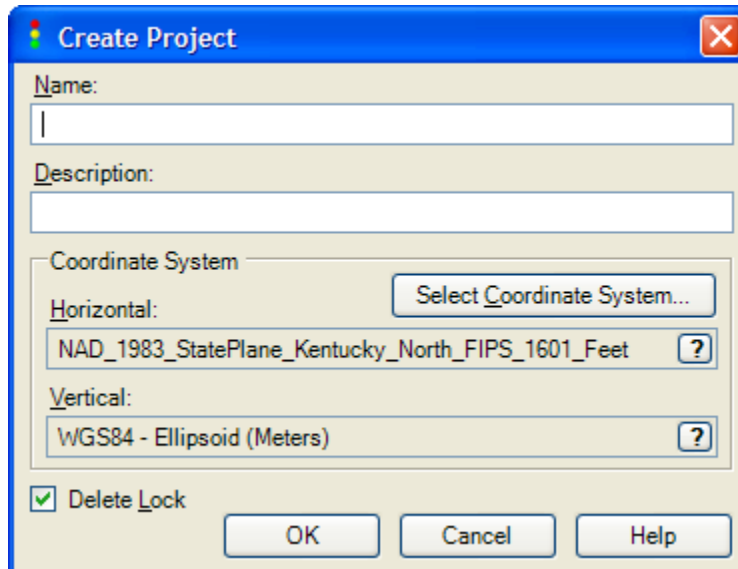 Create Project
Name:
Description:
Coordinate System
Select Coordinate System...
Horizontal:
NAD_1983_StatePlane_Kentucky_North_FIPS_1601_Feet ?
Vertical:
WGS84 - Ellipsoid (Meters) ?
Delete Lock
OK Cancel Help